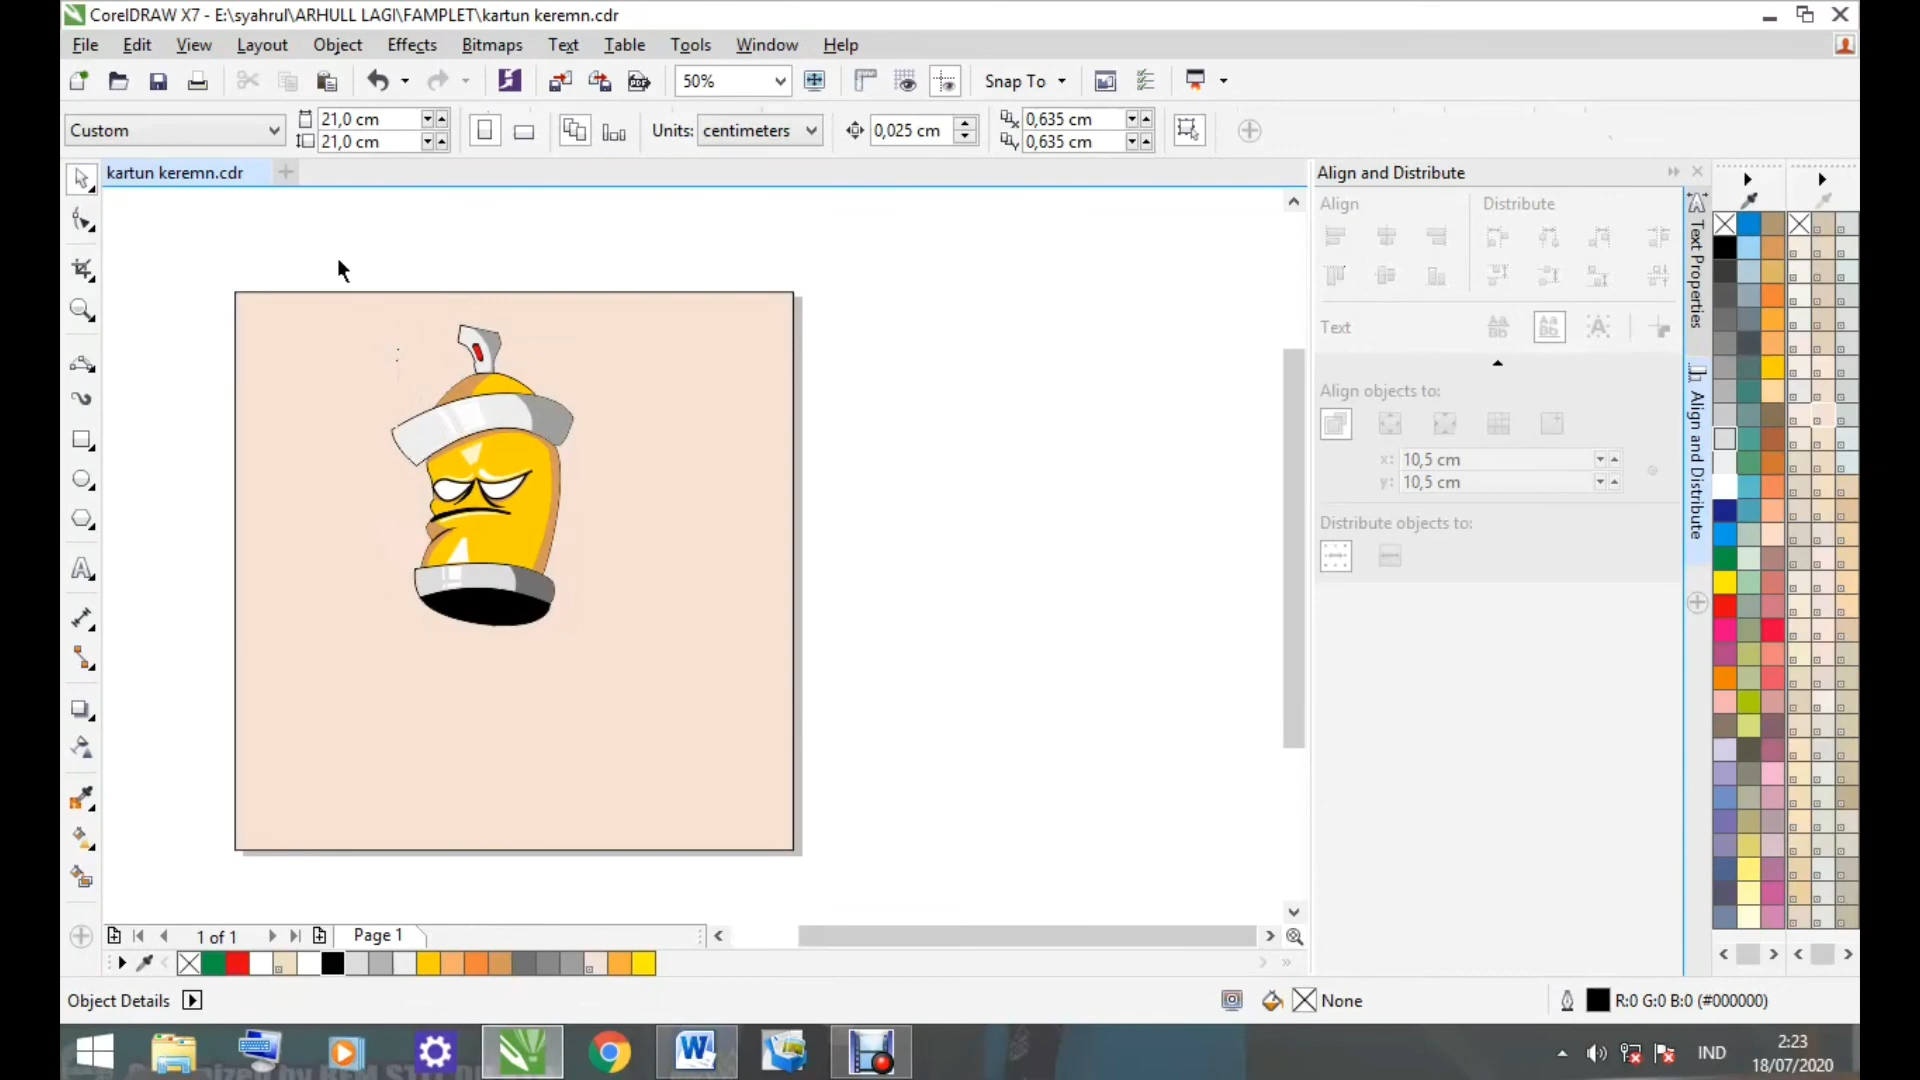 CorelDRAW X7 - E:\syahrul\ARHULL LAGI\FAMPLET\kartun keremn.cdr
File Edit View Layout Object Effects Bitmaps Text Table Tools Window Help
50% Snap To
Custom 21,0 cm 21,0 cm Units: centimeters 0,025 cm 0,635 cm 0,635 cm
kartun keremn.cdr
Align and Distribute
Align Distribute
Text
Align objects to:
x: 10,5 cm
y: 10,5 cm
Distribute objects to:
Text Properties
Align and Distribute
1 of 1 Page 1
Object Details None R:0 G:0 B:0 (#000000)
IND 2:23
18/07/2020